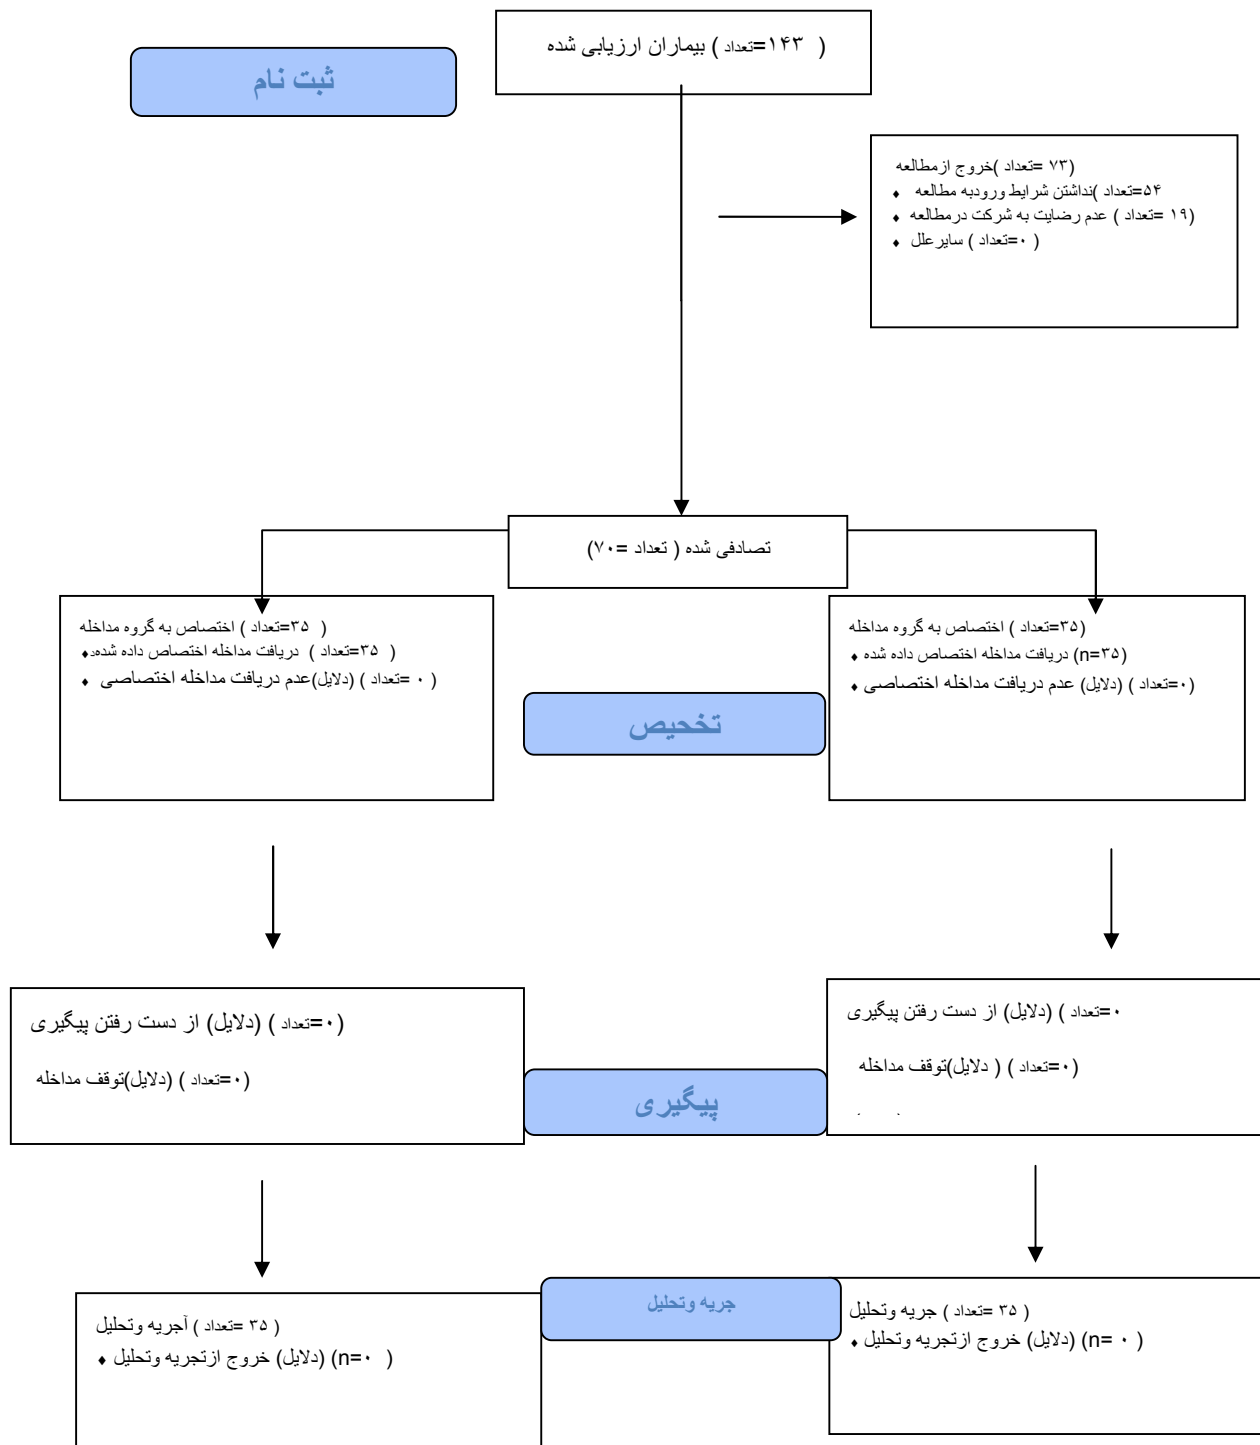 ( ۱۴۳=تعداد ) بیماران ارزیابی شده
ثبت نام
(۷۳ =تعداد )خروج ازمطالعه
۵۴=تعداد )نداشتن شرایط ورودبه مطالعه ♦
(۱۹ =تعداد ) عدم رضایت به شرکت درمطالعه ♦
( ۰=تعداد ) سایرعلل ♦
تصادفی شده ( تعداد =۷۰)
(۳۵=تعداد ) اختصاص به گروه مداخله
(n=۳۵) دریافت مداخله اختصاص داده شده ♦
(۰=تعداد ) (دلایل) عدم دریافت مداخله اختصاصی ♦
( ۳۵=تعداد ) اختصاص به گروه مداخله
( ۳۵=تعداد ) دریافت مداخله اختصاص داده شده.♦
( ۰ =تعداد ) (دلایل)عدم دریافت مداخله اختصاصی ♦
تخحیص
۰=تعداد ) (دلایل) از دست رفتن پیگیری
(۰=تعداد ) ( دلایل)توقف مداخله
(۰=تعداد ) (دلایل) از دست رفتن پیگیری
(۰=تعداد ) (دلایل)توقف مداخله
پیگیری
جریه وتحلیل
( ۳۵ =تعداد ) جریه وتحلیل
(n= ۰ ) (دلایل) خروج ازتجریه وتحلیل ♦
( ۳۵ =تعداد ) آجریه وتحلیل
(n=۰ ) (دلایل) خروج ازتجریه وتحلیل ♦